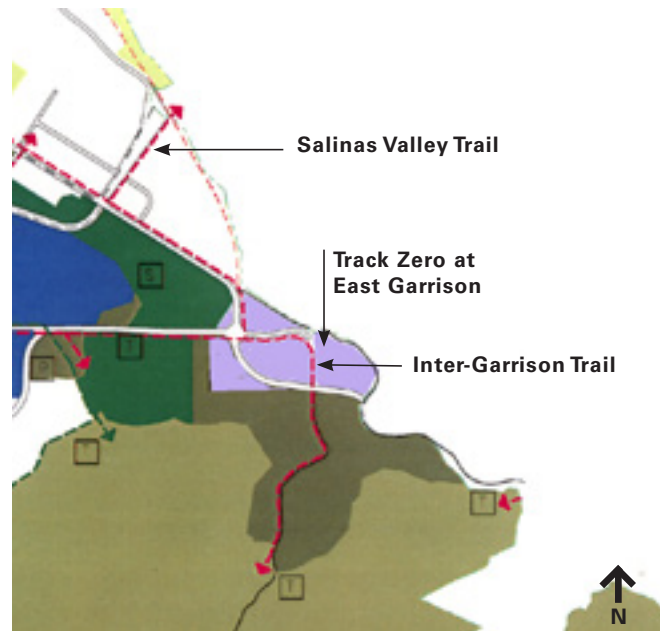 Salinas Valley Trail
Track Zero at
East Garrison
Inter-Garrison Trail
T
T
T
T
N